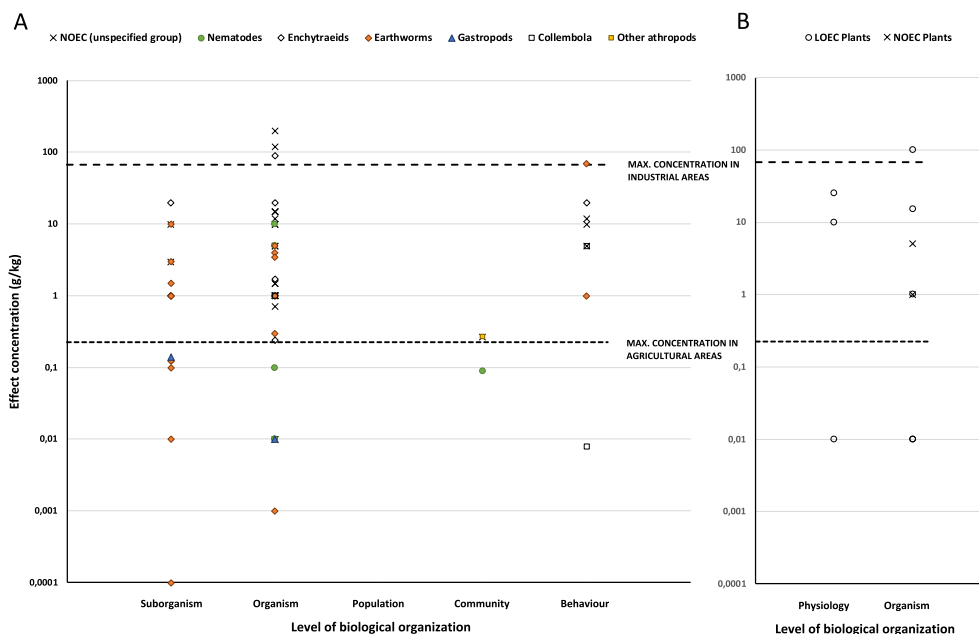 A
NOEC (unspecified group) Nematodes Enchytraeids Earthworms Gastropods Collembola Other athropods
1000
100
10
1
0,1
0,01
0,001
0,0001
Effect concentration (g/kg)
MAX. CONCENTRATION IN
INDUSTRIAL AREAS
MAX. CONCENTRATION IN
AGRICULTURAL AREAS
Suborganism Organism Population Community Behaviour
Level of biological organization
B
LOEC Plants NOEC Plants
1000
100
10
1
0,1
0,01
0,001
0,0001
Physiology Organism
Level of biological organization